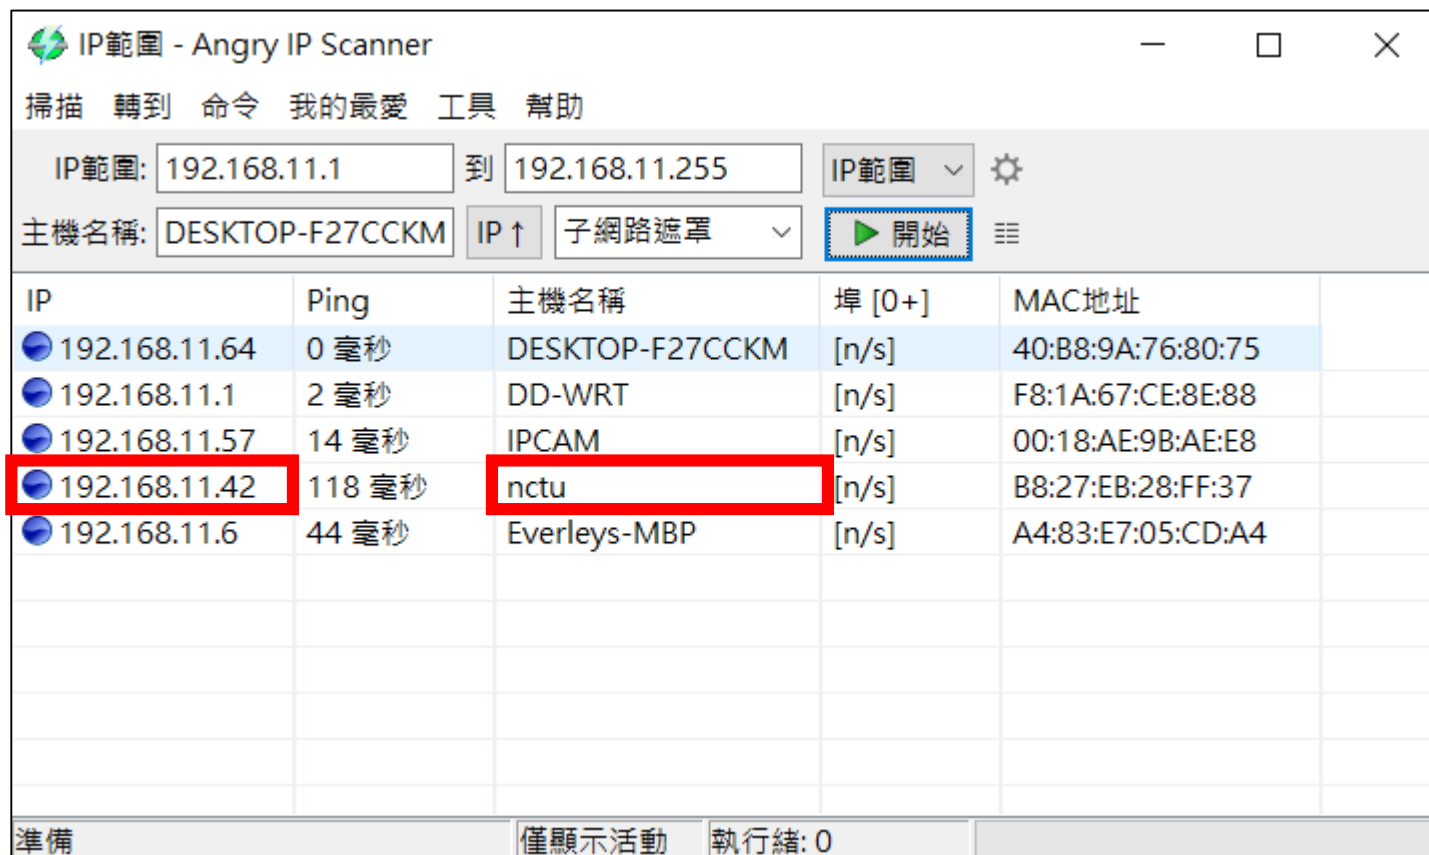 IP範圍 - Angry IP Scanner
掃描 轉到 命令 我的最愛 工具 幫助
IP範圍: 192.168.11.1 到 192.168.11.255 IP範圍
主機名稱: DESKTOP-F27CCKM IP↑ 子網路遮罩 開始
IP Ping 主機名稱 埠 [0+] MAC地址
192.168.11.64 0 毫秒 DESKTOP-F27CCKM [n/s] 40:B8:9A:76:80:75
192.168.11.1 2 毫秒 DD-WRT [n/s] F8:1A:67:CE:8E:88
192.168.11.57 14 毫秒 IPCAM [n/s] 00:18:AE:9B:AE:E8
192.168.11.42 118 毫秒 nctu [n/s] B8:27:EB:28:FF:37
192.168.11.6 44 毫秒 Everleys-MBP [n/s] A4:83:E7:05:CD:A4
準備 僅顯示活動 執行緒: 0